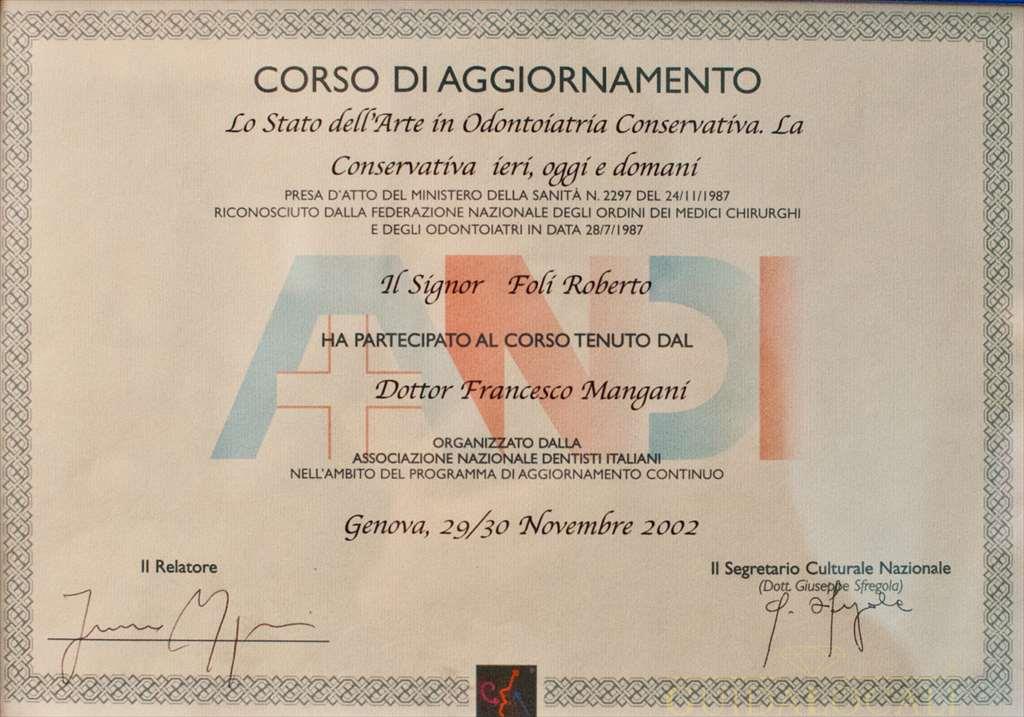 CORSO DI AGGIORNAMENTO
Lo Stato dell'Arte in Odontoiatria Conservativa. La
Conservativa ieri, oggi e domani
PRESA D'ATTO DEL MINISTERO DELLA SANITÀ N. 2297 DEL 24/11/1987
RICONOSCIUTO DALLA FEDERAZIONE NAZIONALE DEGLI ORDINI DEI MEDICI CHIRURGHI
E DEGLI ODONTOIATRI IN DATA 28/7/1987
ANDI
Il Signor Foli Roberto
HA PARTECIPATO AL CORSO TENUTO DAL
Dottor Francesco Mangani
ORGANIZZATO DALLA
ASSOCIAZIONE NAZIONALE DENTISTI ITALIANI
NELL'AMBITO DEL PROGRAMMA DI AGGIORNAMENTO CONTINUO
Genova, 29/30 Novembre 2002
Il Relatore
Il Segretario Culturale Nazionale
(Dott. Giuseppe Sfregola)